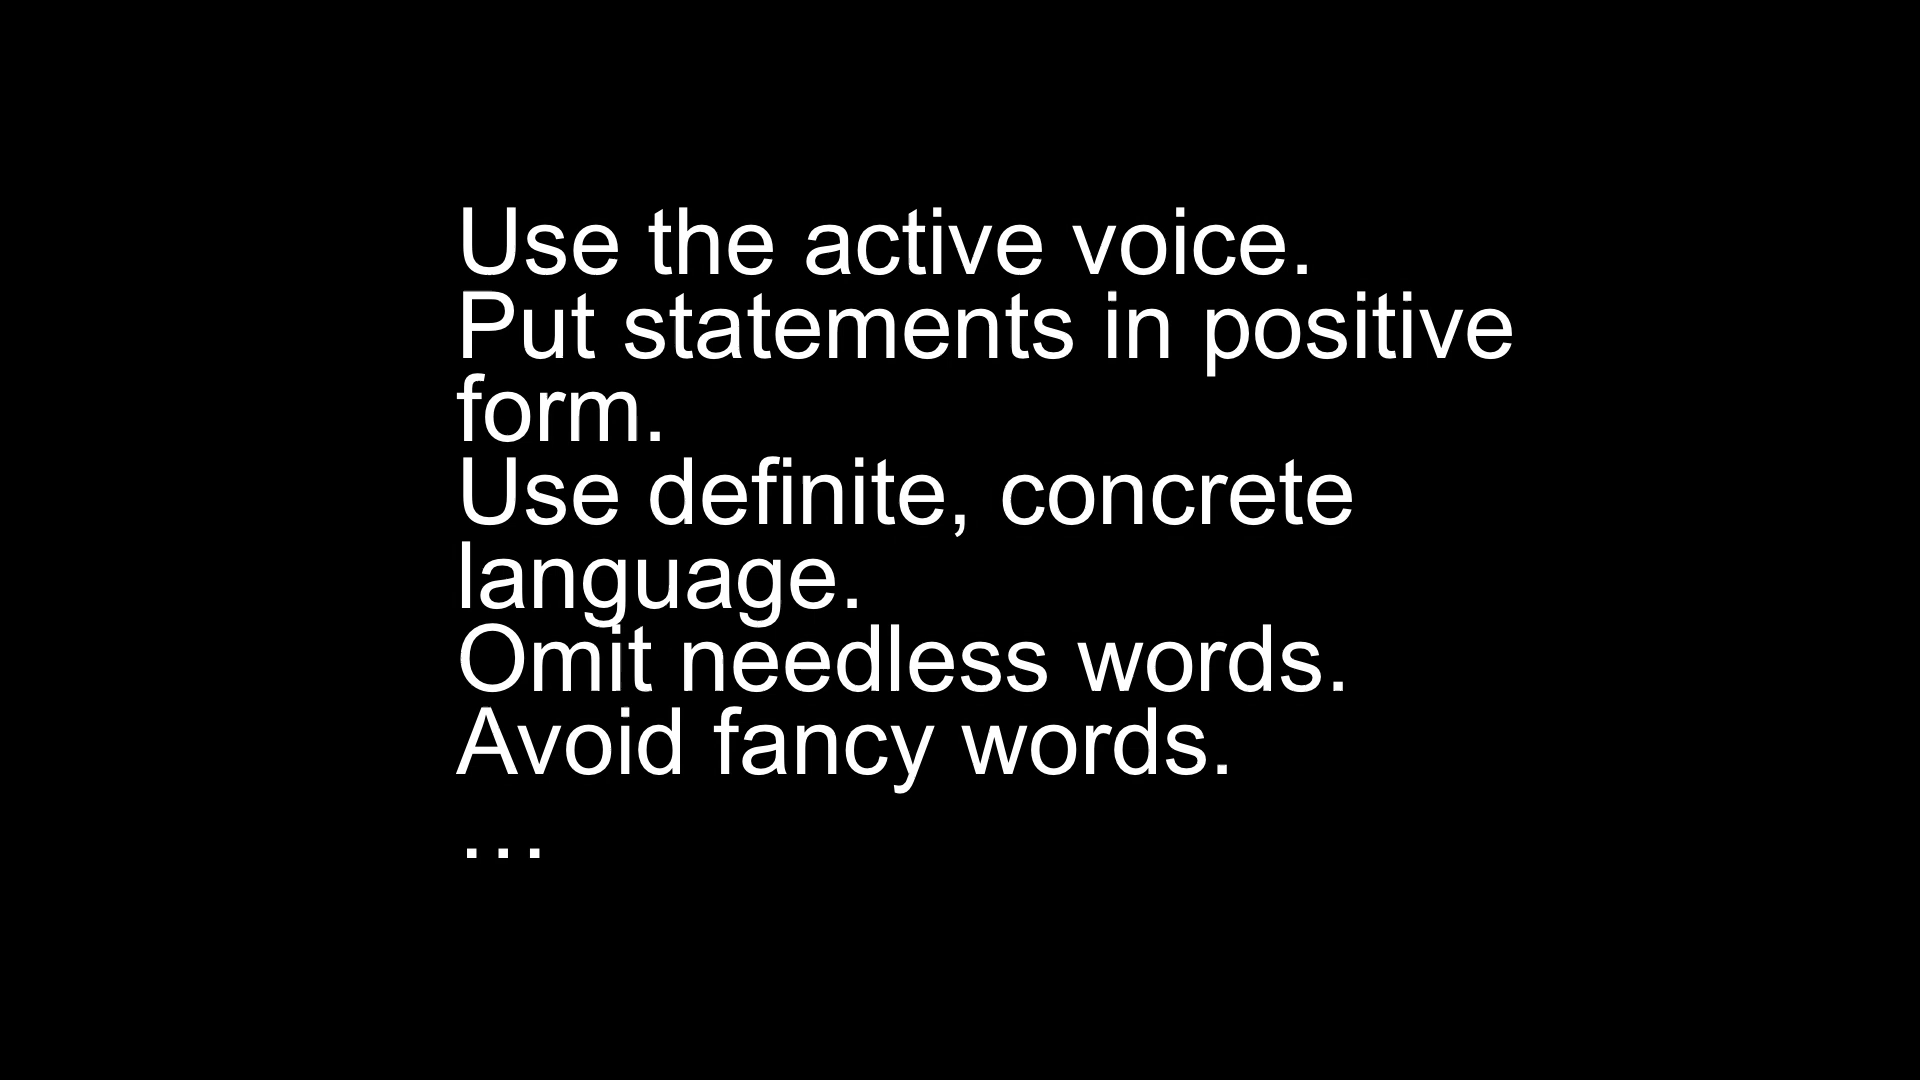 Use the active voice.
Put statements in positive
form.
Use definite, concrete
language.
Omit needless words.
Avoid fancy words.
…